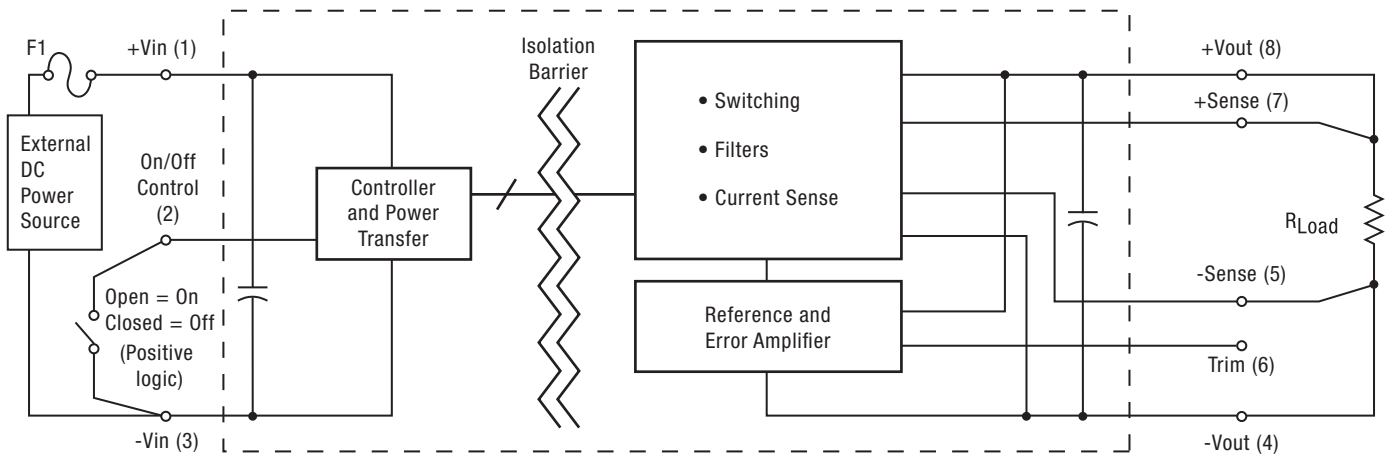 F1
+Vin (1)
External
DC
Power
Source
On/Off
Control
(2)
Open = On
Closed = Off
(Positive
logic)
-Vin (3)
Controller
and Power
Transfer
Isolation
Barrier
• Switching
• Filters
• Current Sense
Reference and
Error Amplifier
+Vout (8)
+Sense (7)
RLoad
-Sense (5)
Trim (6)
-Vout (4)